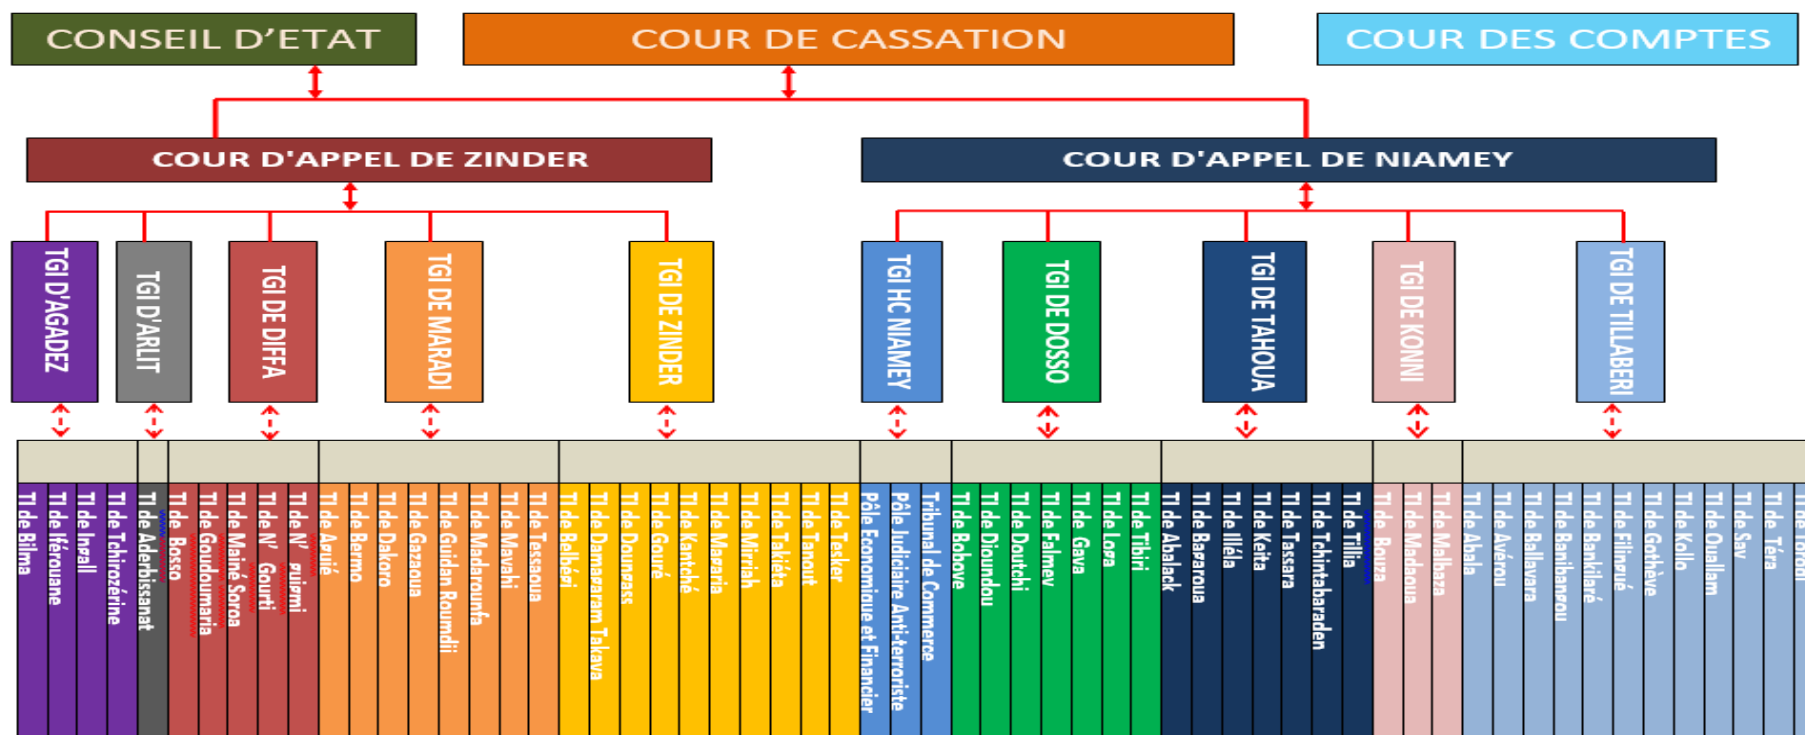 CONSEIL D’ETAT
COUR DE CASSATION
COUR DES COMPTES
COUR D'APPEL DE ZINDER
COUR D'APPEL DE NIAMEY
TGI D'AGADEZ
TGI D'ARLIT
TGI DE DIFFA
TGI DE MARADI
TGI DE ZINDER
TGI HC NIAMEY
TGI DE DOSSO
TGI DE TAHOUA
TGI DE KONNI
TGI DE TILLABERI
TI de Bilma
TI de Iférouane
TI de Ingall
TI de Tchirozérine
TI de Aderbissanat
TI de Bosso
TI de Goudoumaria
TI de Mainé Soroa
TI de N’ Gourti
TI de N’ guigmi
TI de Aguié
TI de Bermo
TI de Dakoro
TI de Gazaoua
TI de Guidan Roumdji
TI de Madarounfa
TI de Mayahi
TI de Tessaoua
TI de Belbégi
TI de Damagaram Takaya
TI de Doungass
TI de Gouré
TI de Kantché
TI de Magaria
TI de Mirriah
TI de Takiéta
TI de Tanout
TI de Tesker
Pôle Economique et Financier
Pôle Judiciaire Anti-terroriste
Tribunal de Commerce
TI de Boboye
TI de Dioundou
TI de Doutchi
TI de Falmey
TI de Gaya
TI de Loga
TI de Tibiri
TI de Abalack
TI de Bagaroua
TI de Illéla
TI de Keita
TI de Tassara
TI de Tchintabaraden
TI de Tillia
TI de Bouza
TI de Madaoua
TI de Malbaza
TI de Abala
TI de Ayérou
TI de Ballayara
TI de Banibangou
TI de Bankilaré
TI de Filingué
TI de Gothèye
TI de Kollo
TI de Ouallam
TI de Say
TI de Téra
TI de Torodi